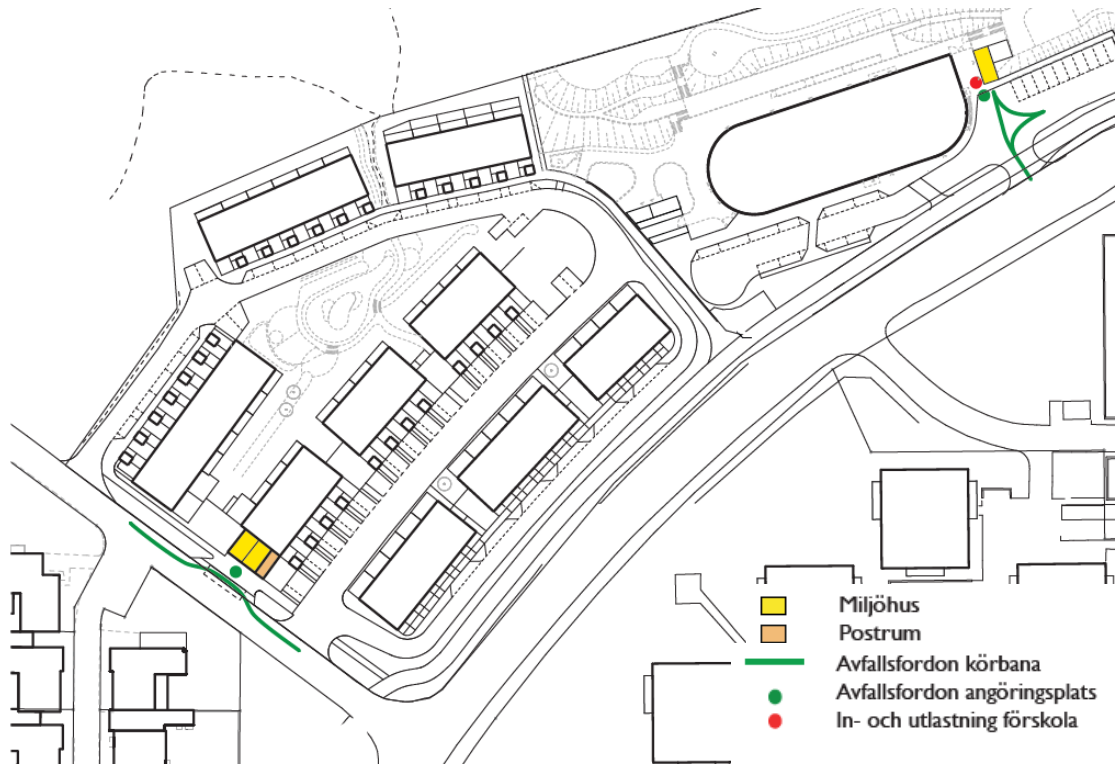 Miljöhus
Postrum
Avfallsfordon körbana
Avfallsfordon angöringsplats
In- och utlastning förskola